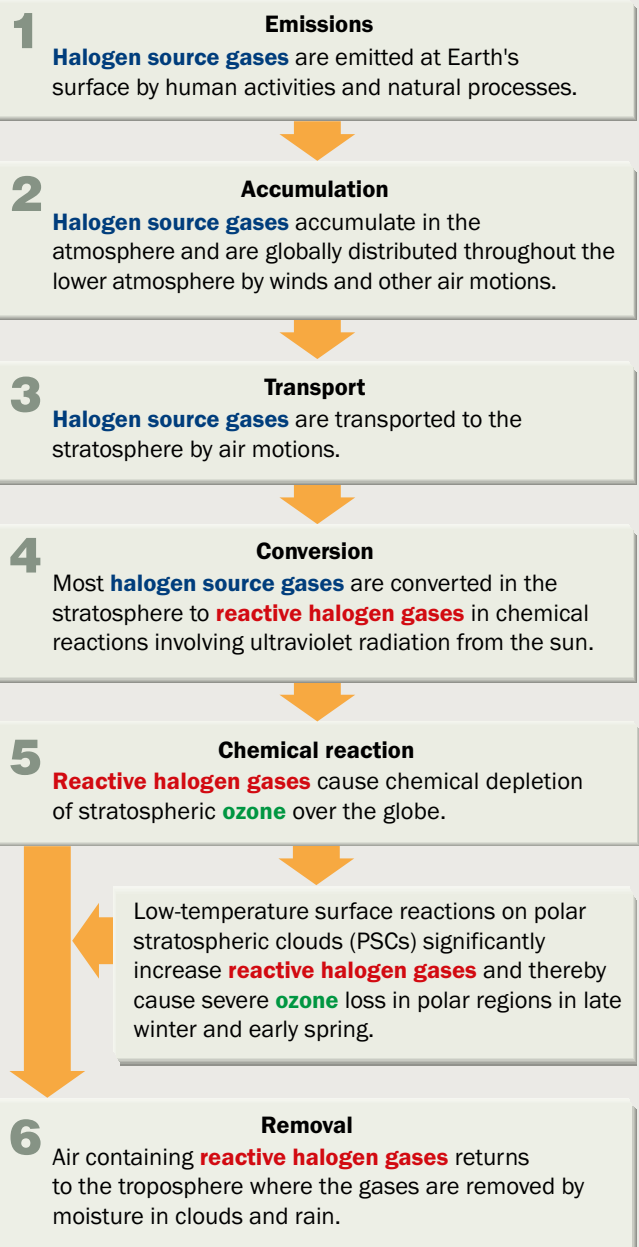 1
Emissions
Halogen source gases are emitted at Earth's
surface by human activities and natural processes.
2
Accumulation
Halogen source gases accumulate in the
atmosphere and are globally distributed throughout the
lower atmosphere by winds and other air motions.
3
Transport
Halogen source gases are transported to the
stratosphere by air motions.
4
Conversion
Most halogen source gases are converted in the
stratosphere to reactive halogen gases in chemical
reactions involving ultraviolet radiation from the sun.
5
Chemical reaction
Reactive halogen gases cause chemical depletion
of stratospheric ozone over the globe.
Low-temperature surface reactions on polar
stratospheric clouds (PSCs) significantly
increase reactive halogen gases and thereby
cause severe ozone loss in polar regions in late
winter and early spring.
6
Removal
Air containing reactive halogen gases returns
to the troposphere where the gases are removed by
moisture in clouds and rain.